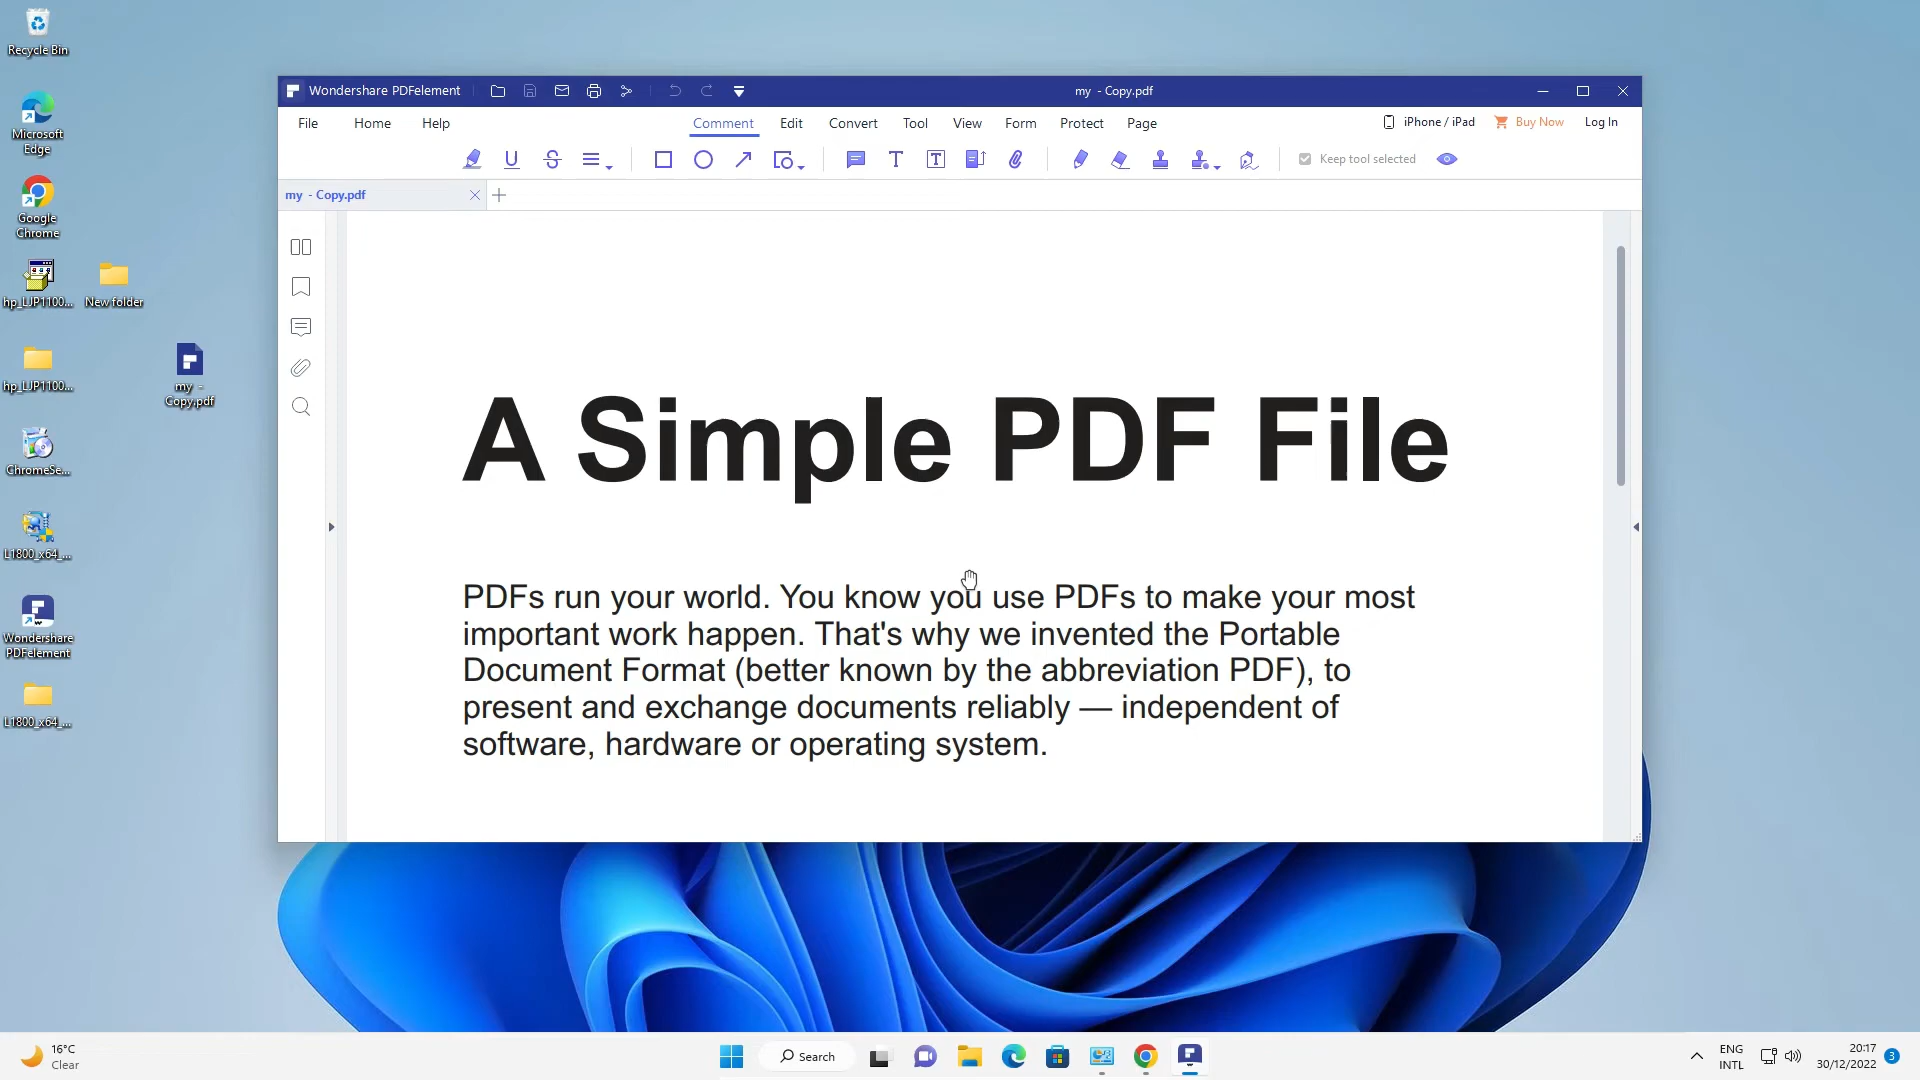 Recycle Bin
Microsoft
Edge
Google
Chrome
hp_LJP1100...
New folder
hp_LJP1100...
my -
Copy.pdf
ChromeSe...
L1800_x64_...
Wondershare
PDFelement
L1800_x64_...
Wondershare PDFelement
my - Copy.pdf
File Home Help Comment Edit Convert Tool View Form Protect Page iPhone / iPad Buy Now Log In
Keep tool selected
my - Copy.pdf
A Simple PDF File
PDFs run your world. You know you use PDFs to make your most
important work happen. That's why we invented the Portable
Document Format (better known by the abbreviation PDF), to
present and exchange documents reliably — independent of
software, hardware or operating system.
16°C
Clear
Search
ENG
INTL
20:17
30/12/2022
3